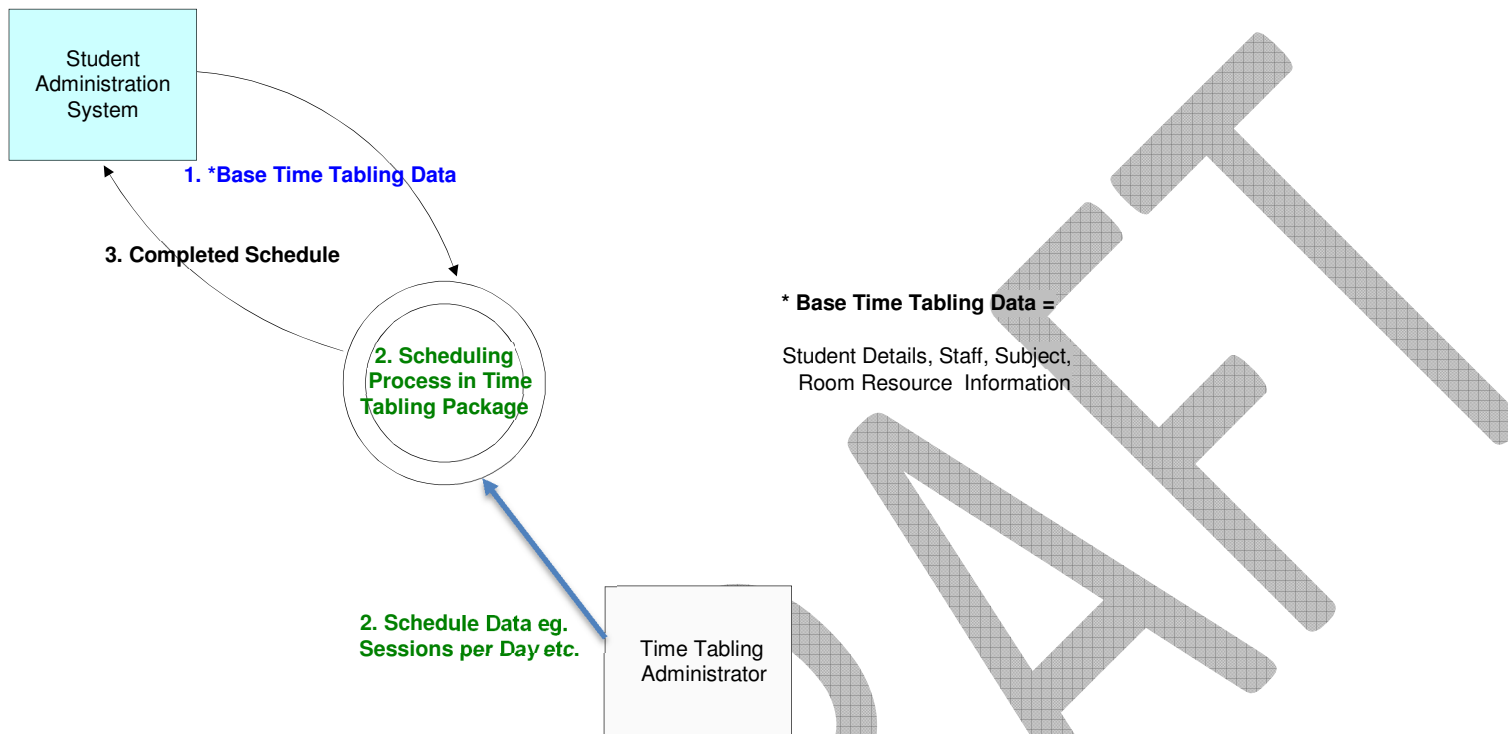 Student
Administration
System
1. *Base Time Tabling Data
3. Completed Schedule
2. Scheduling
Process in Time
Tabling Package
* Base Time Tabling Data =
Student Details, Staff, Subject,
Room Resource Information
2. Schedule Data eg.
Sessions per Day etc.
Time Tabling
Administrator
DRAFT